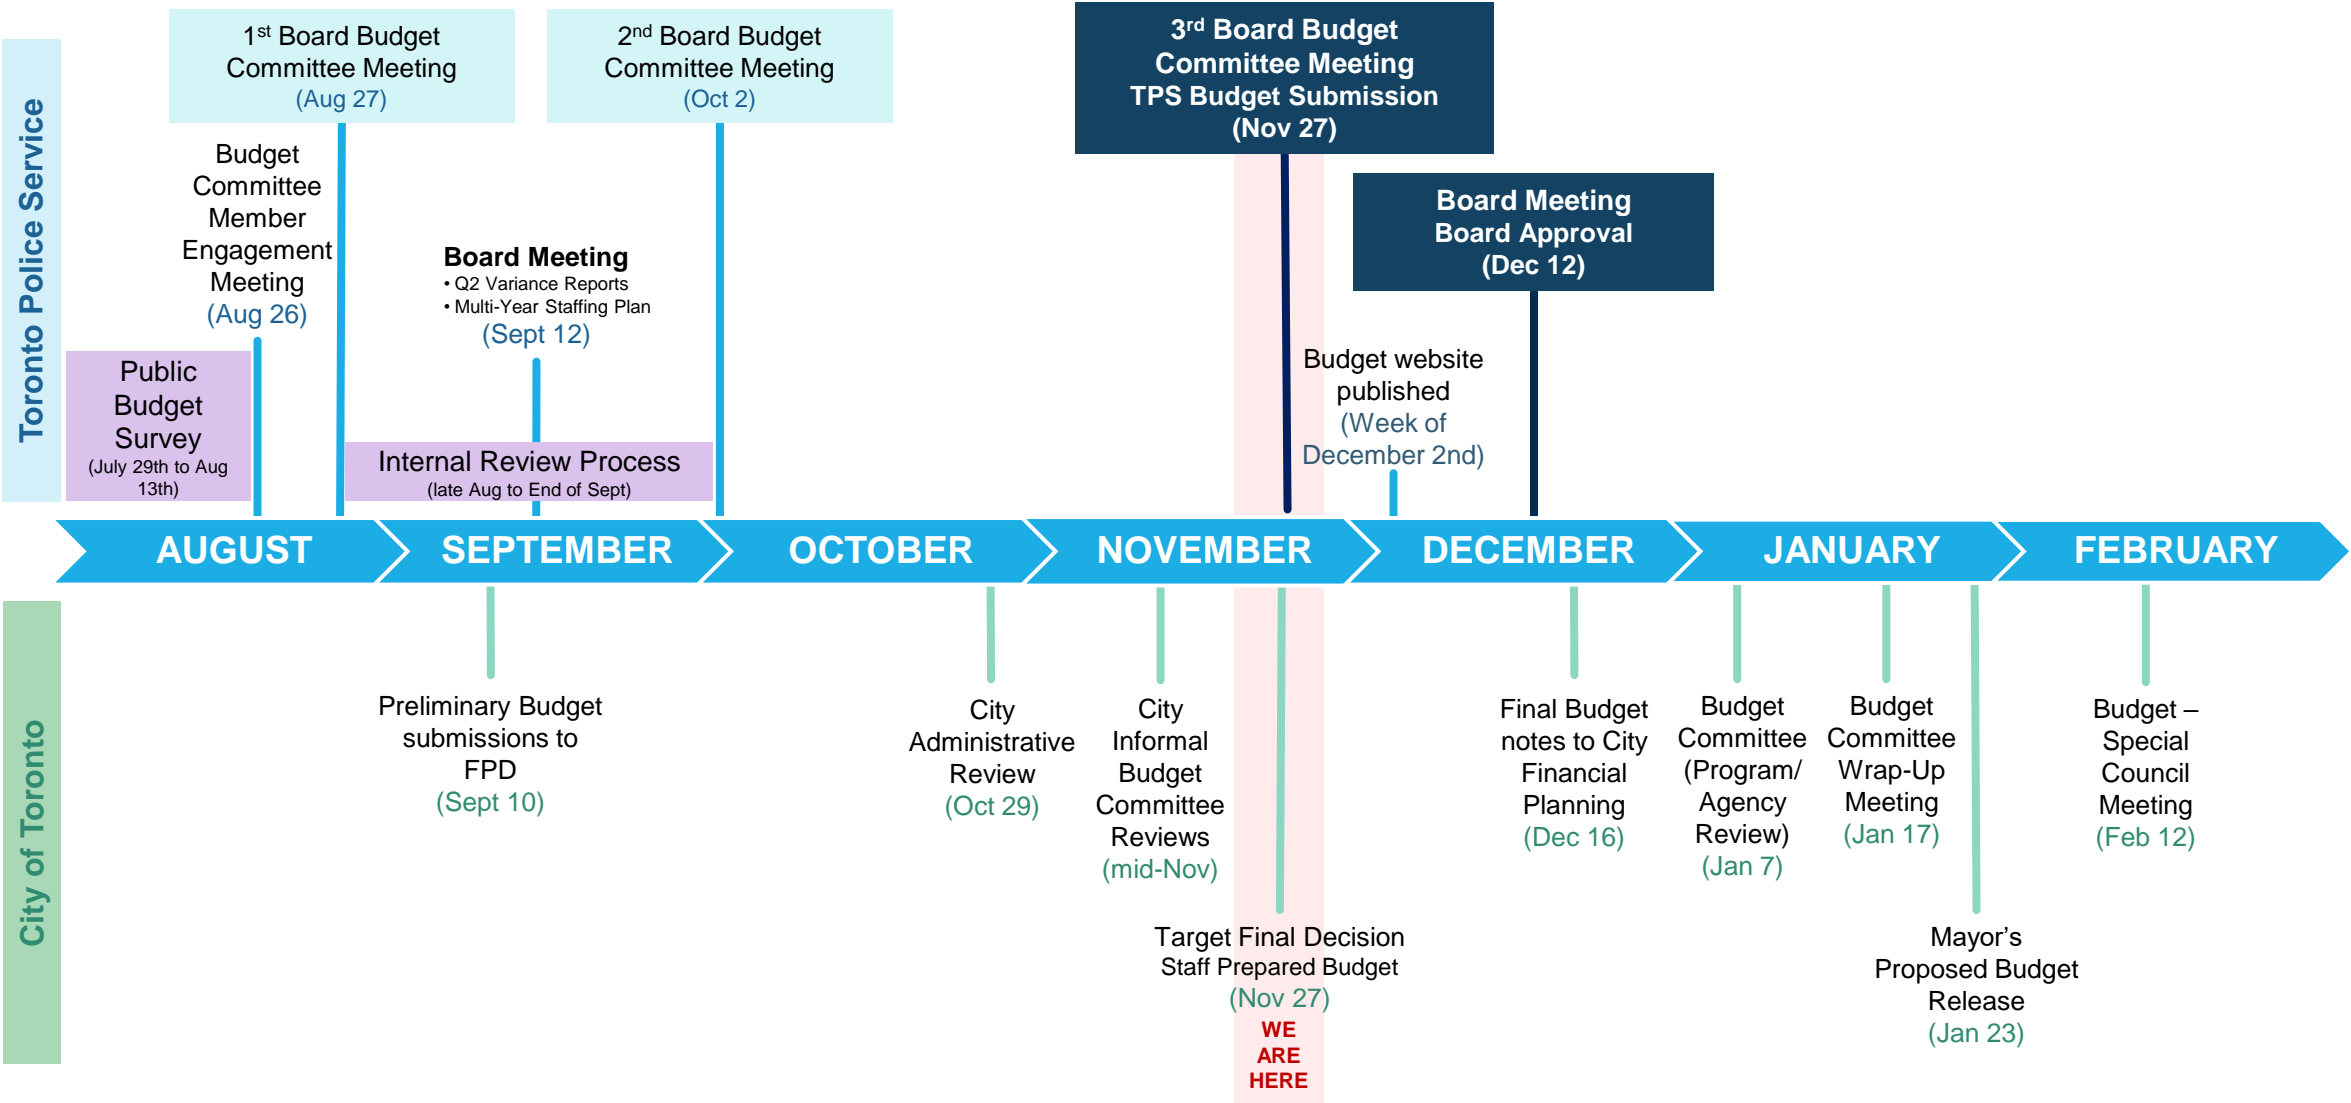 Toronto Police Service
1st Board Budget
Committee Meeting
(Aug 27)
2nd Board Budget
Committee Meeting
(Oct 2)
3rd Board Budget
Committee Meeting
TPS Budget Submission
(Nov 27)
Budget
Committee
Member
Engagement
Meeting
(Aug 26)
Board Meeting
Board Approval
(Dec 12)
Board Meeting
• Q2 Variance Reports
• Multi-Year Staffing Plan
(Sept 12)
Public
Budget
Survey
(July 29th to Aug
13th)
Internal Review Process
(late Aug to End of Sept)
Budget website
published
(Week of
December 2nd)
AUGUST
SEPTEMBER
OCTOBER
NOVEMBER
DECEMBER
JANUARY
FEBRUARY
City of Toronto
Preliminary Budget
submissions to
FPD
(Sept 10)
City
Administrative
Review
(Oct 29)
City
Informal
Budget
Committee
Reviews
(mid-Nov)
Target Final Decision
Staff Prepared Budget
(Nov 27)
WE
ARE
HERE
Final Budget
notes to City
Financial
Planning
(Dec 16)
Budget
Committee
(Program/
Agency
Review)
(Jan 7)
Budget
Committee
Wrap-Up
Meeting
(Jan 17)
Mayor’s
Proposed Budget
Release
(Jan 23)
Budget –
Special
Council
Meeting
(Feb 12)